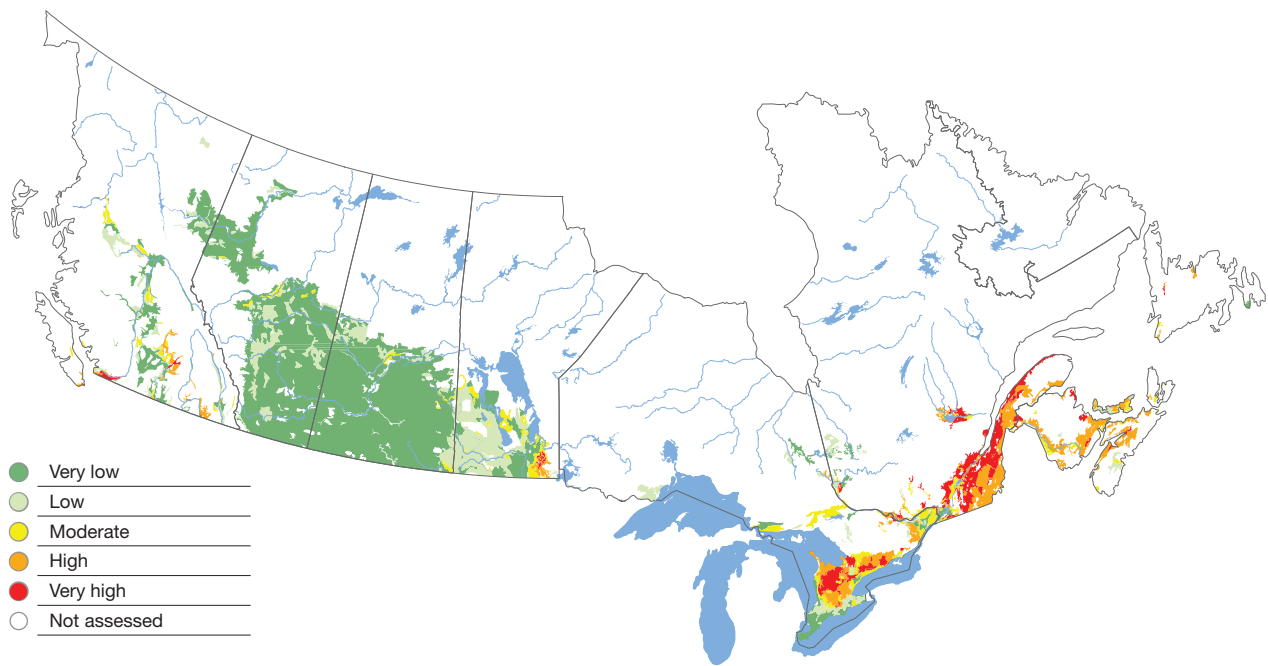 Very low
Low
Moderate
High
Very high
Not assessed